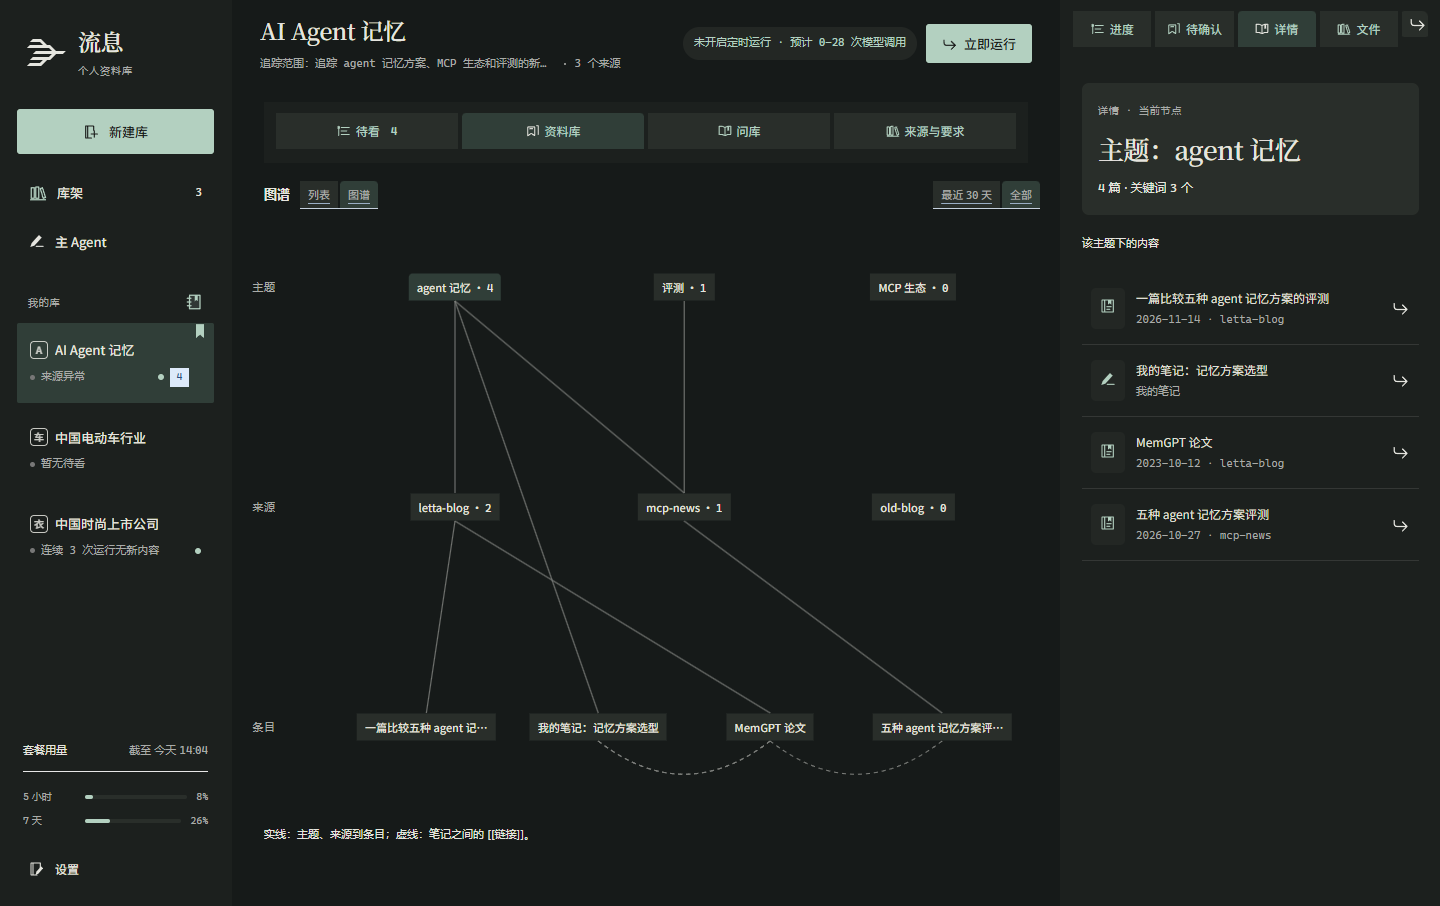 流息
个人资料库
新建库
库架 3
主 Agent
我的库
A AI Agent 记忆
来源异常 4
车 中国电动车行业
暂无待看
衣 中国时尚上市公司
连续 3 次运行无新内容
套餐用量 截至 今天 14:04
5 小时 8%
7 天 26%
设置
AI Agent 记忆
追踪范围：追踪 agent 记忆方案、MCP 生态和评测的新… · 3 个来源
未开启定时运行 · 预计 0–28 次模型调用
立即运行
待看 4
资料库
问库
来源与要求
图谱 列表 图谱
最近 30 天 全部
主题
agent 记忆 · 4
评测 · 1
MCP 生态 · 0
来源
letta-blog · 2
mcp-news · 1
old-blog · 0
条目
一篇比较五种 agent 记…
我的笔记：记忆方案选型
MemGPT 论文
五种 agent 记忆方案评…
实线：主题、来源到条目；虚线：笔记之间的 [[链接]]。
进度
待确认
详情
文件
详情 · 当前节点
主题：agent 记忆
4 篇 · 关键词 3 个
该主题下的内容
一篇比较五种 agent 记忆方案的评测
2026-11-14 · letta-blog
我的笔记：记忆方案选型
我的笔记
MemGPT 论文
2023-10-12 · letta-blog
五种 agent 记忆方案评测
2026-10-27 · mcp-news